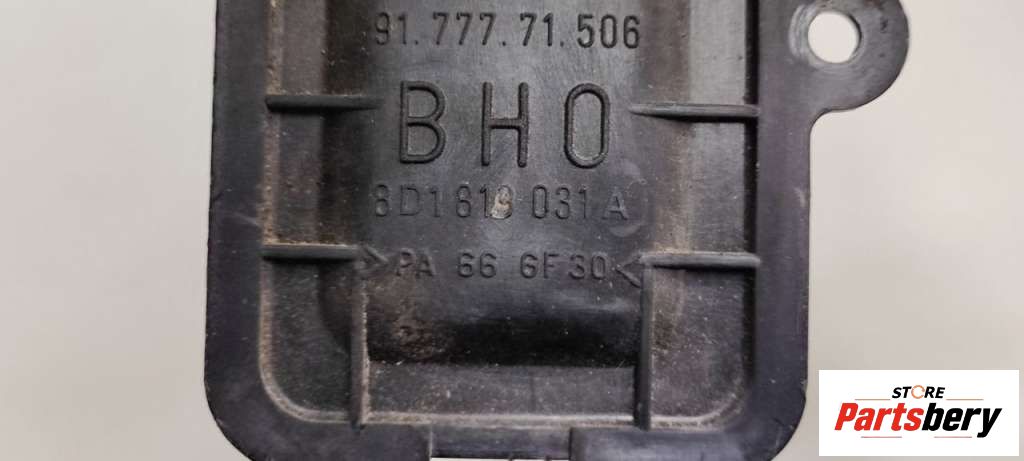 91.777.71.506
BHO
8D1 819 031 A
>PA 66 GF30<
STORE
Partsbery